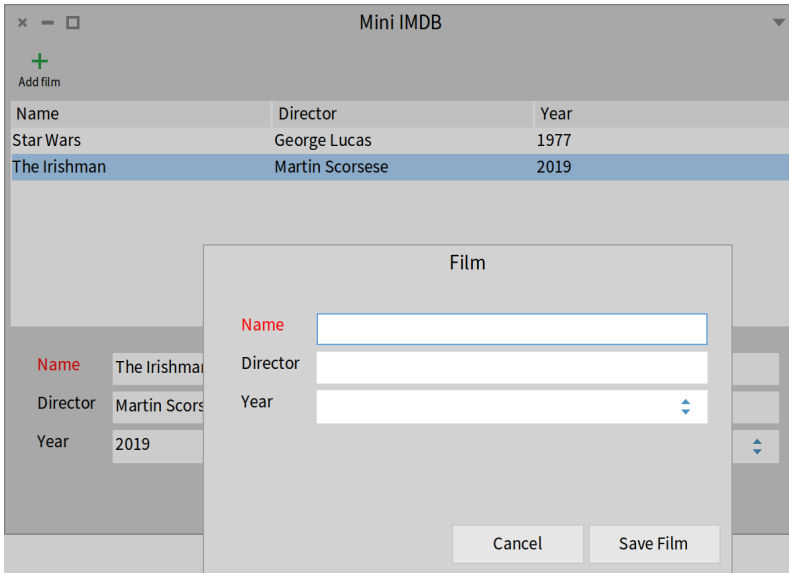 Mini IMDB
Add film
Name Director Year
Star Wars George Lucas 1977
The Irishman Martin Scorsese 2019
Film
Name
Director
Year
Cancel Save Film
Name The Irishma
Director Martin Scors
Year 2019